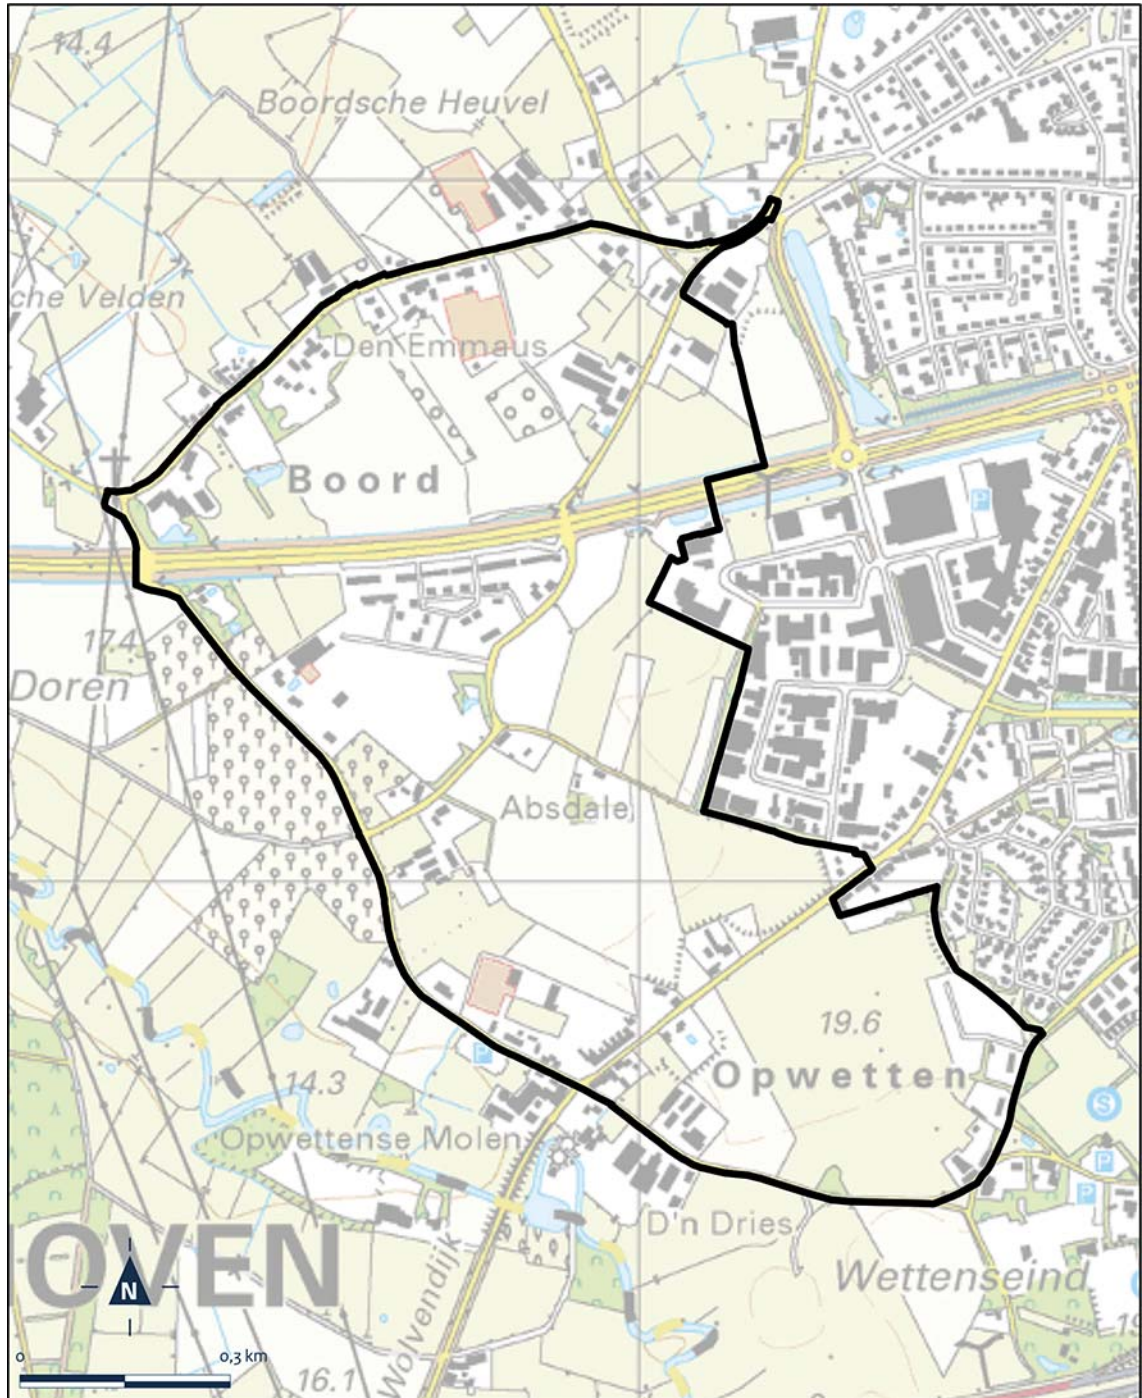 14.4
Boordsche Heuvel
che Velden
Den Emmaus
Boord
P
17.4
Doren
Absdale
19.6
Opwetten
P
14.3
S
Opwettense Molen
P
D'n Dries
OVEN
Wettenseind
N
Wolvendijk
0
0,3 km
16.1